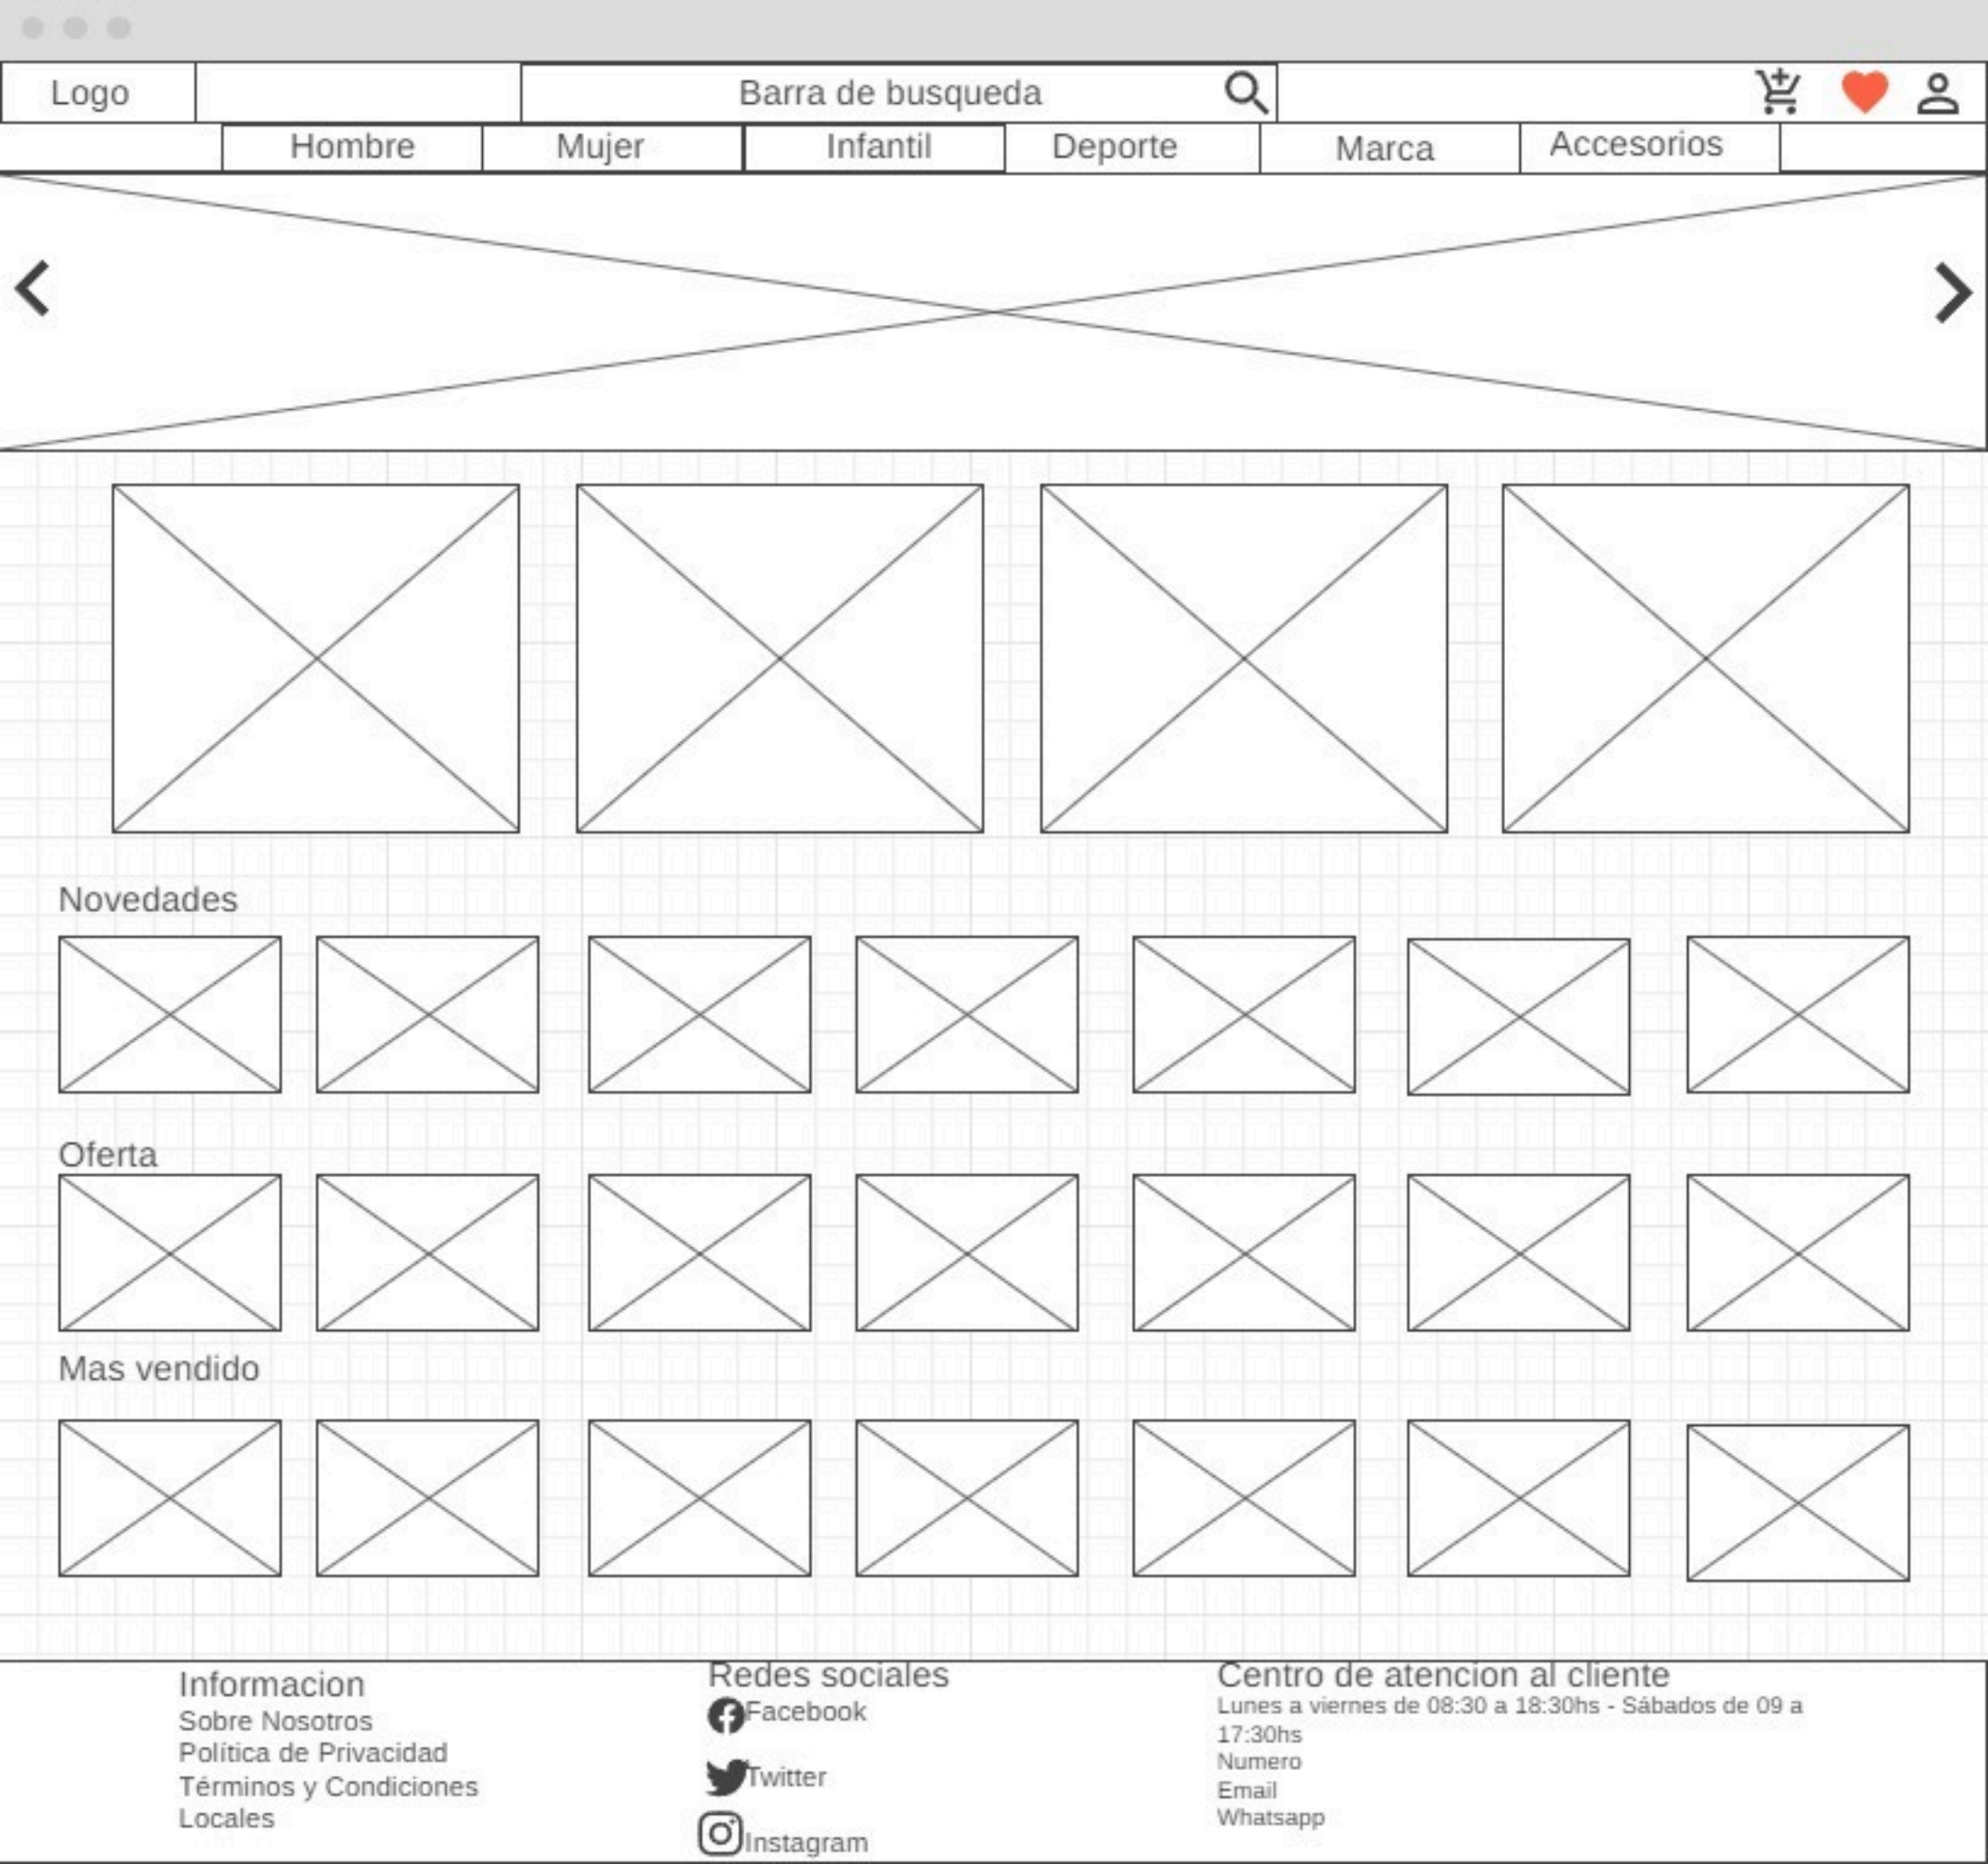 Logo
Barra de busqueda
Hombre
Mujer
Infantil
Deporte
Marca
Accesorios
Novedades
Oferta
Mas vendido
Informacion
Sobre Nosotros
Política de Privacidad
Términos y Condiciones
Locales
Redes sociales
Facebook
Twitter
Instagram
Centro de atencion al cliente
Lunes a viernes de 08:30 a 18:30hs - Sábados de 09 a
17:30hs
Numero
Email
Whatsapp